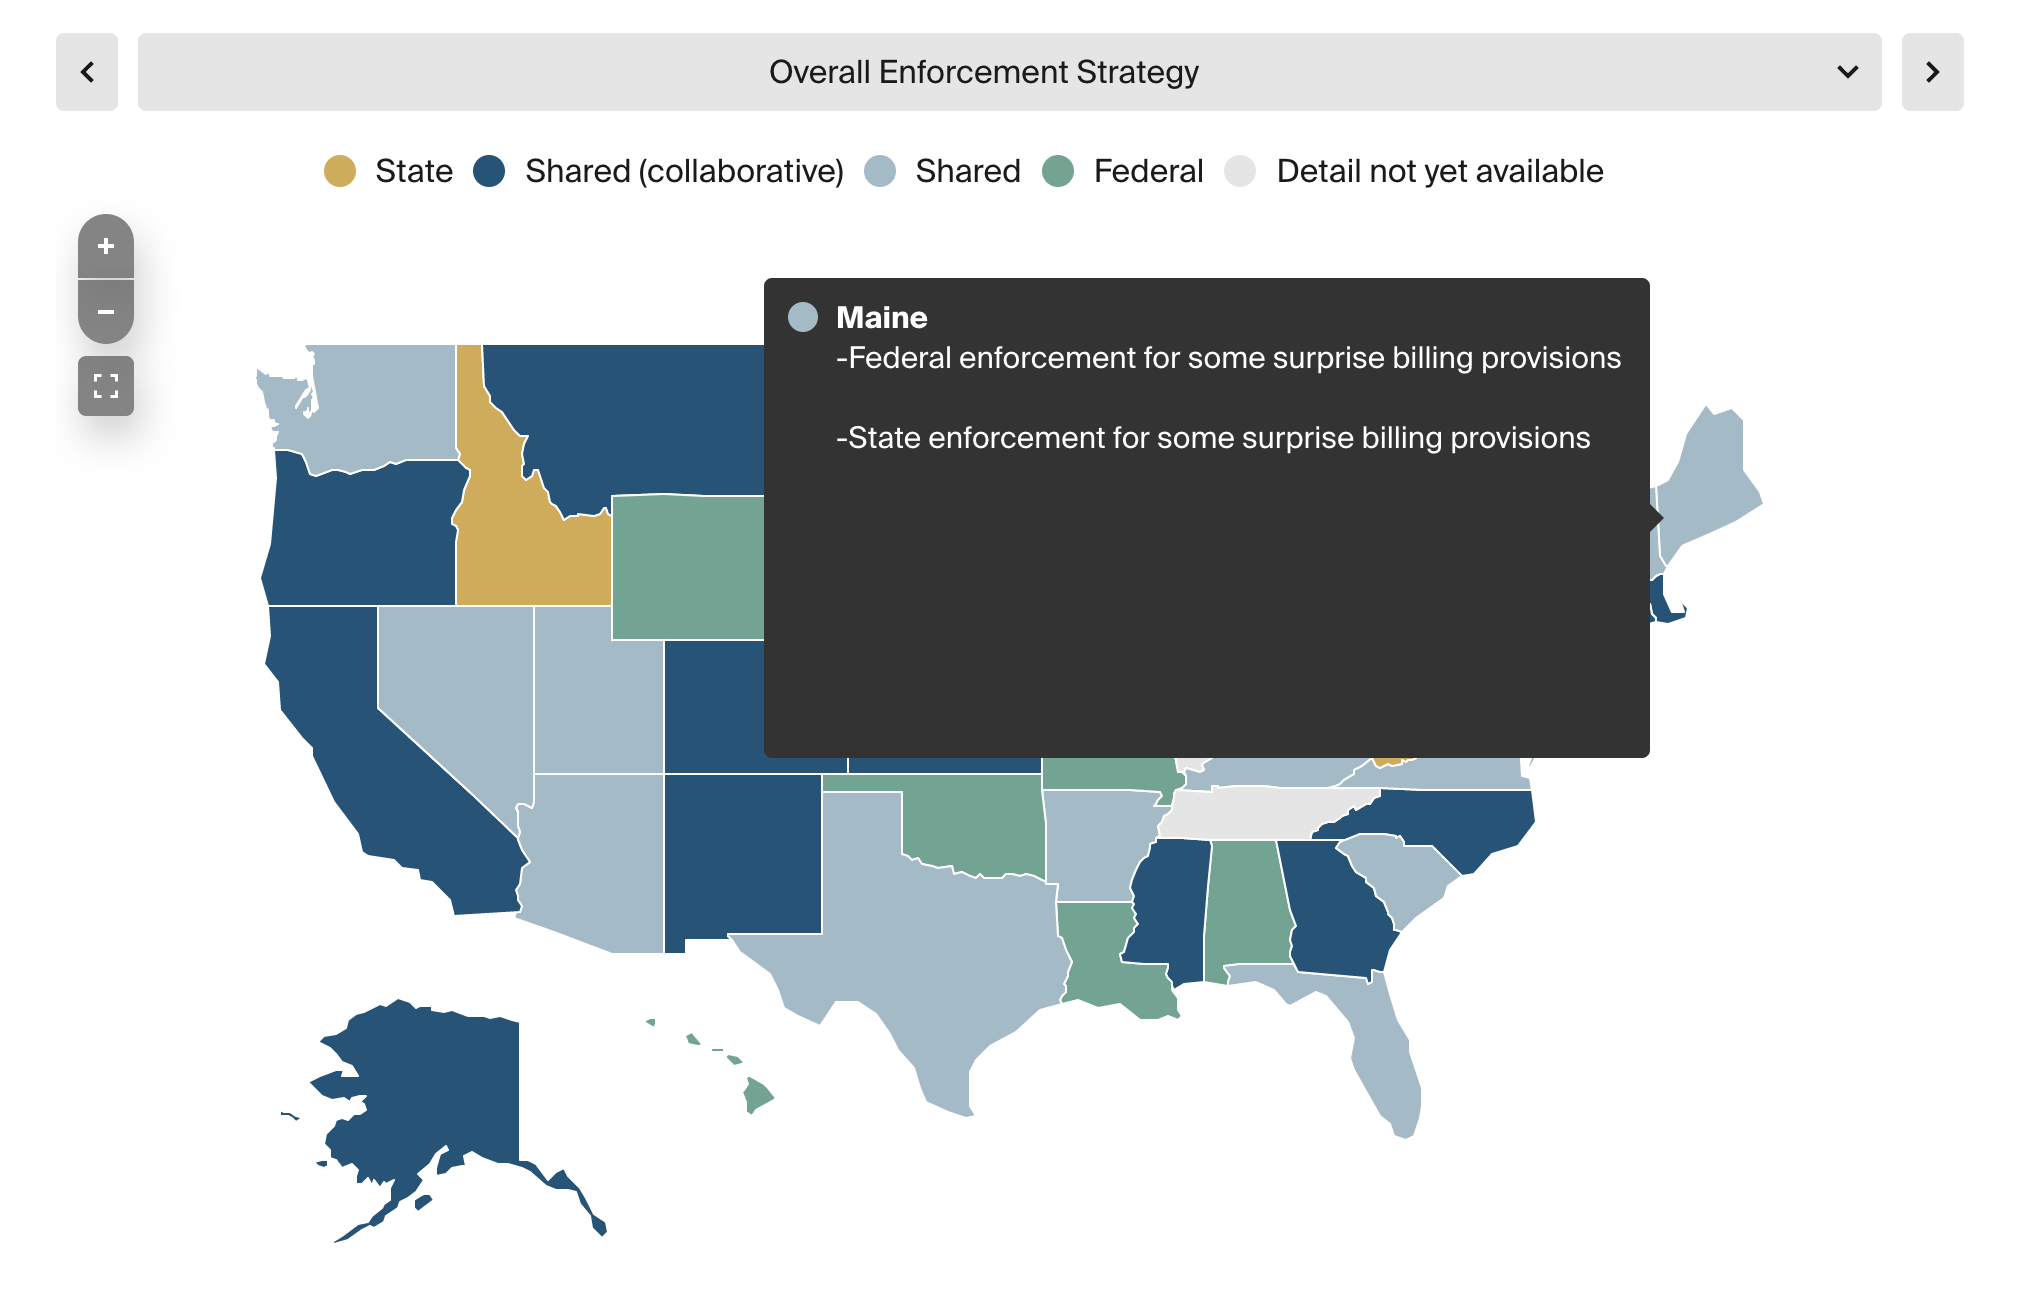 Overall Enforcement Strategy
State Shared (collaborative) Shared Federal Detail not yet available
Maine
-Federal enforcement for some surprise billing provisions
-State enforcement for some surprise billing provisions